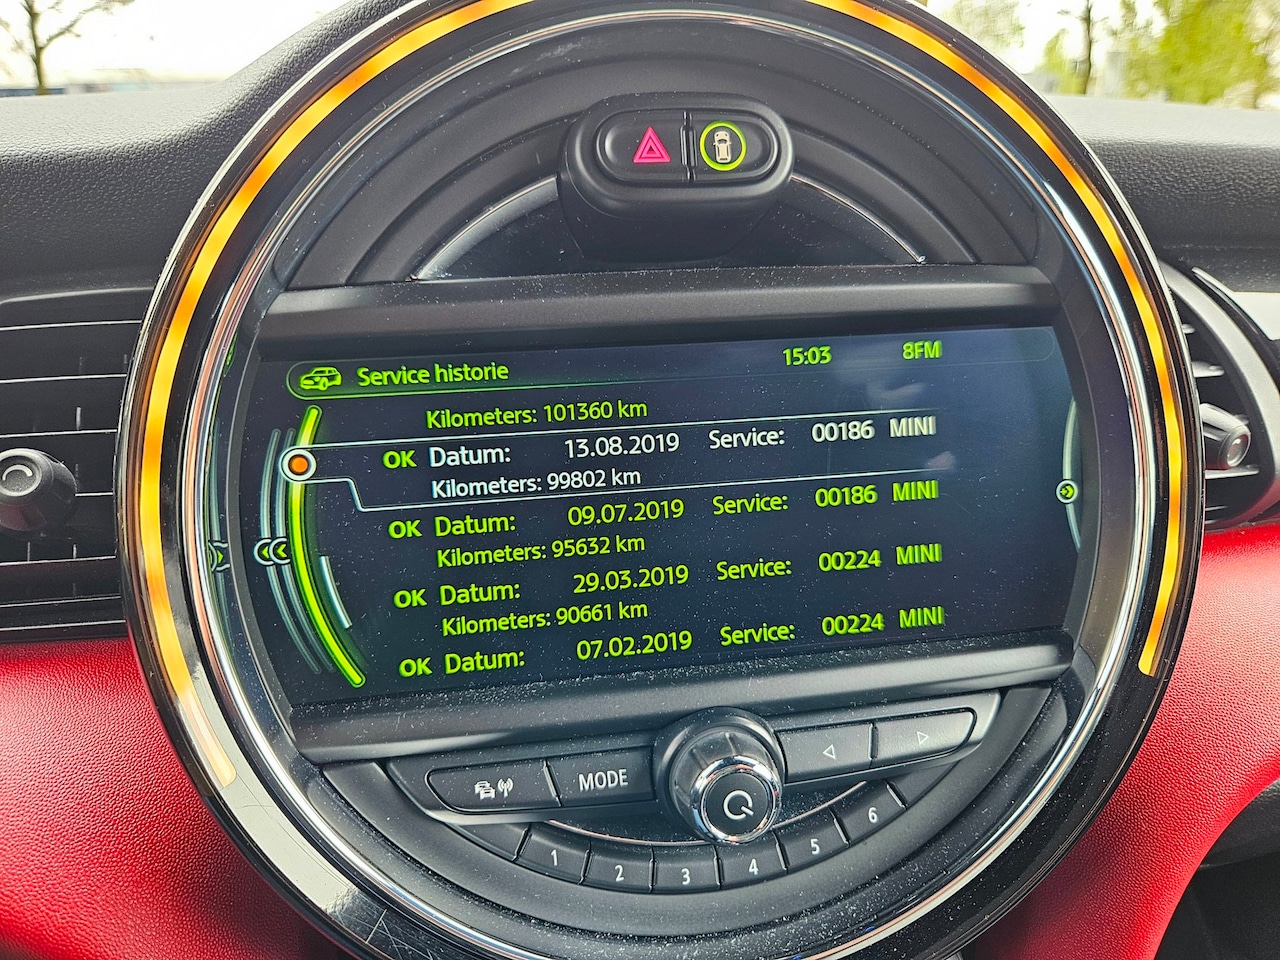 Service historie 15:03 8FM
Kilometers: 101360 km
OK Datum: 13.08.2019 Service: 00186 MINI
Kilometers: 99802 km
OK Datum: 09.07.2019 Service: 00186 MINI
Kilometers: 95632 km
OK Datum: 29.03.2019 Service: 00224 MINI
Kilometers: 90661 km
OK Datum: 07.02.2019 Service: 00224 MINI
MODE
1 2 3 4 5 6